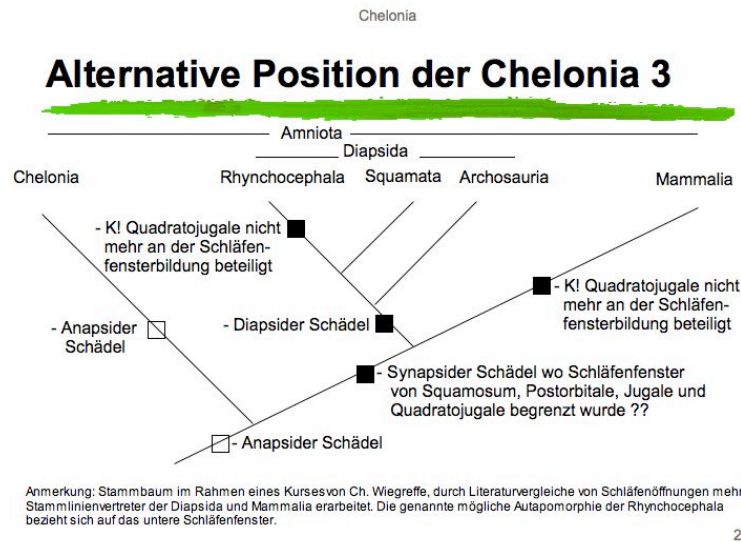 Chelonia
Alternative Position der Chelonia 3
Amniota
Diapsida
Chelonia
Rhynchocephala
Squamata
Archosauria
Mammalia
- K! Quadratojugale nicht
mehr an der Schläfen-
fensterbildung beteiligt
- K! Quadratojugale nicht
mehr an der Schläfen-
fensterbildung beteiligt
- Anapsider
Schädel
- Diapsider Schädel
- Synapsider Schädel wo Schläfenfenster
von Squamosum, Postorbitale, Jugale und
Quadratojugale begrenzt wurde ??
- Anapsider Schädel
Anmerkung: Stammbaum im Rahmen eines Kursesvon Ch. Wiegreffe, durch Literaturvergleiche von Schläfenöffnungen mehr
Stammlinienvertreter der Diapsida und Mammalia erarbeitet. Die genannte mögliche Autapomorphie der Rhynchocephala
bezieht sich auf das untere Schläfenfenster.
2